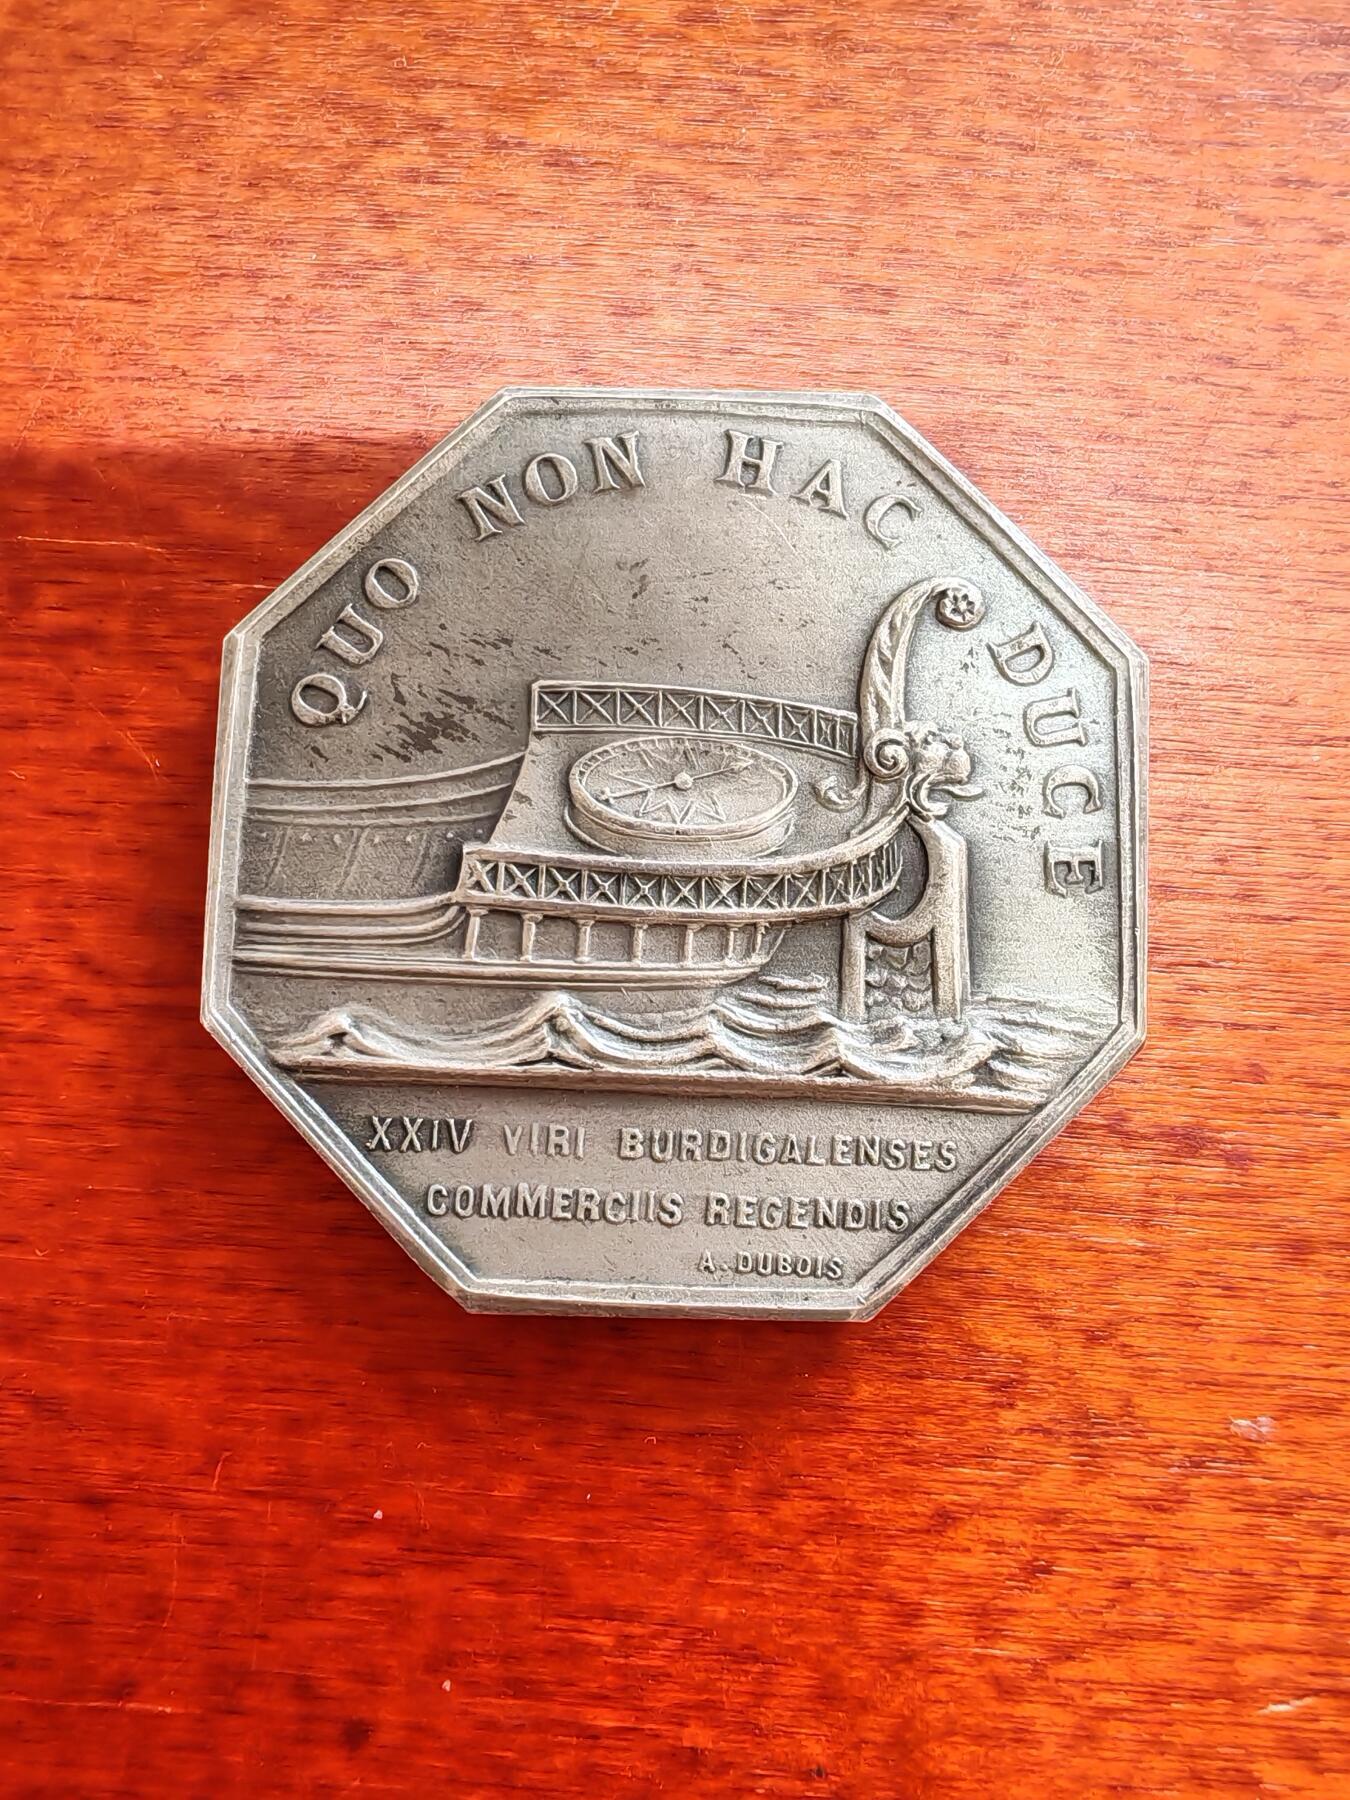 QUO NON HAC DUCE
XXIV VIRI BURDIGALENSES
COMMERCIIS REGENDIS
A. DUBOIS